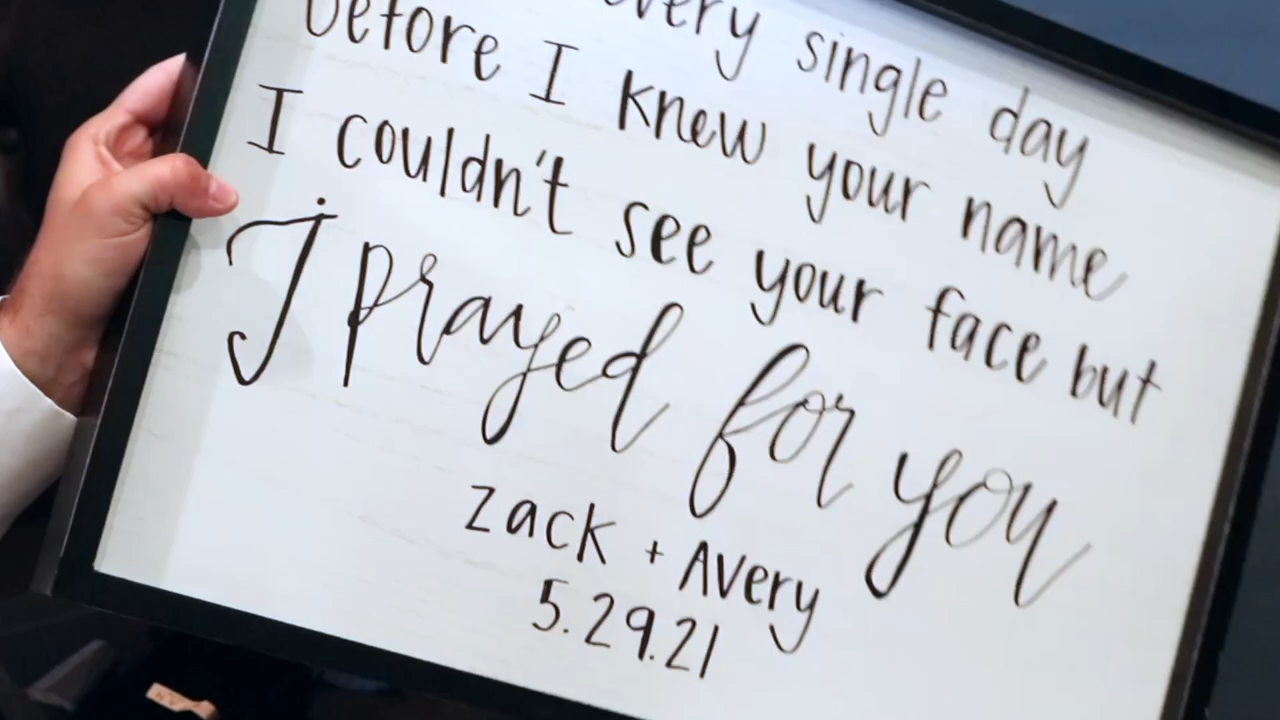 every single day
before I knew your name
I couldn't see your face but
I prayed for you
zack + Avery
5.29.21